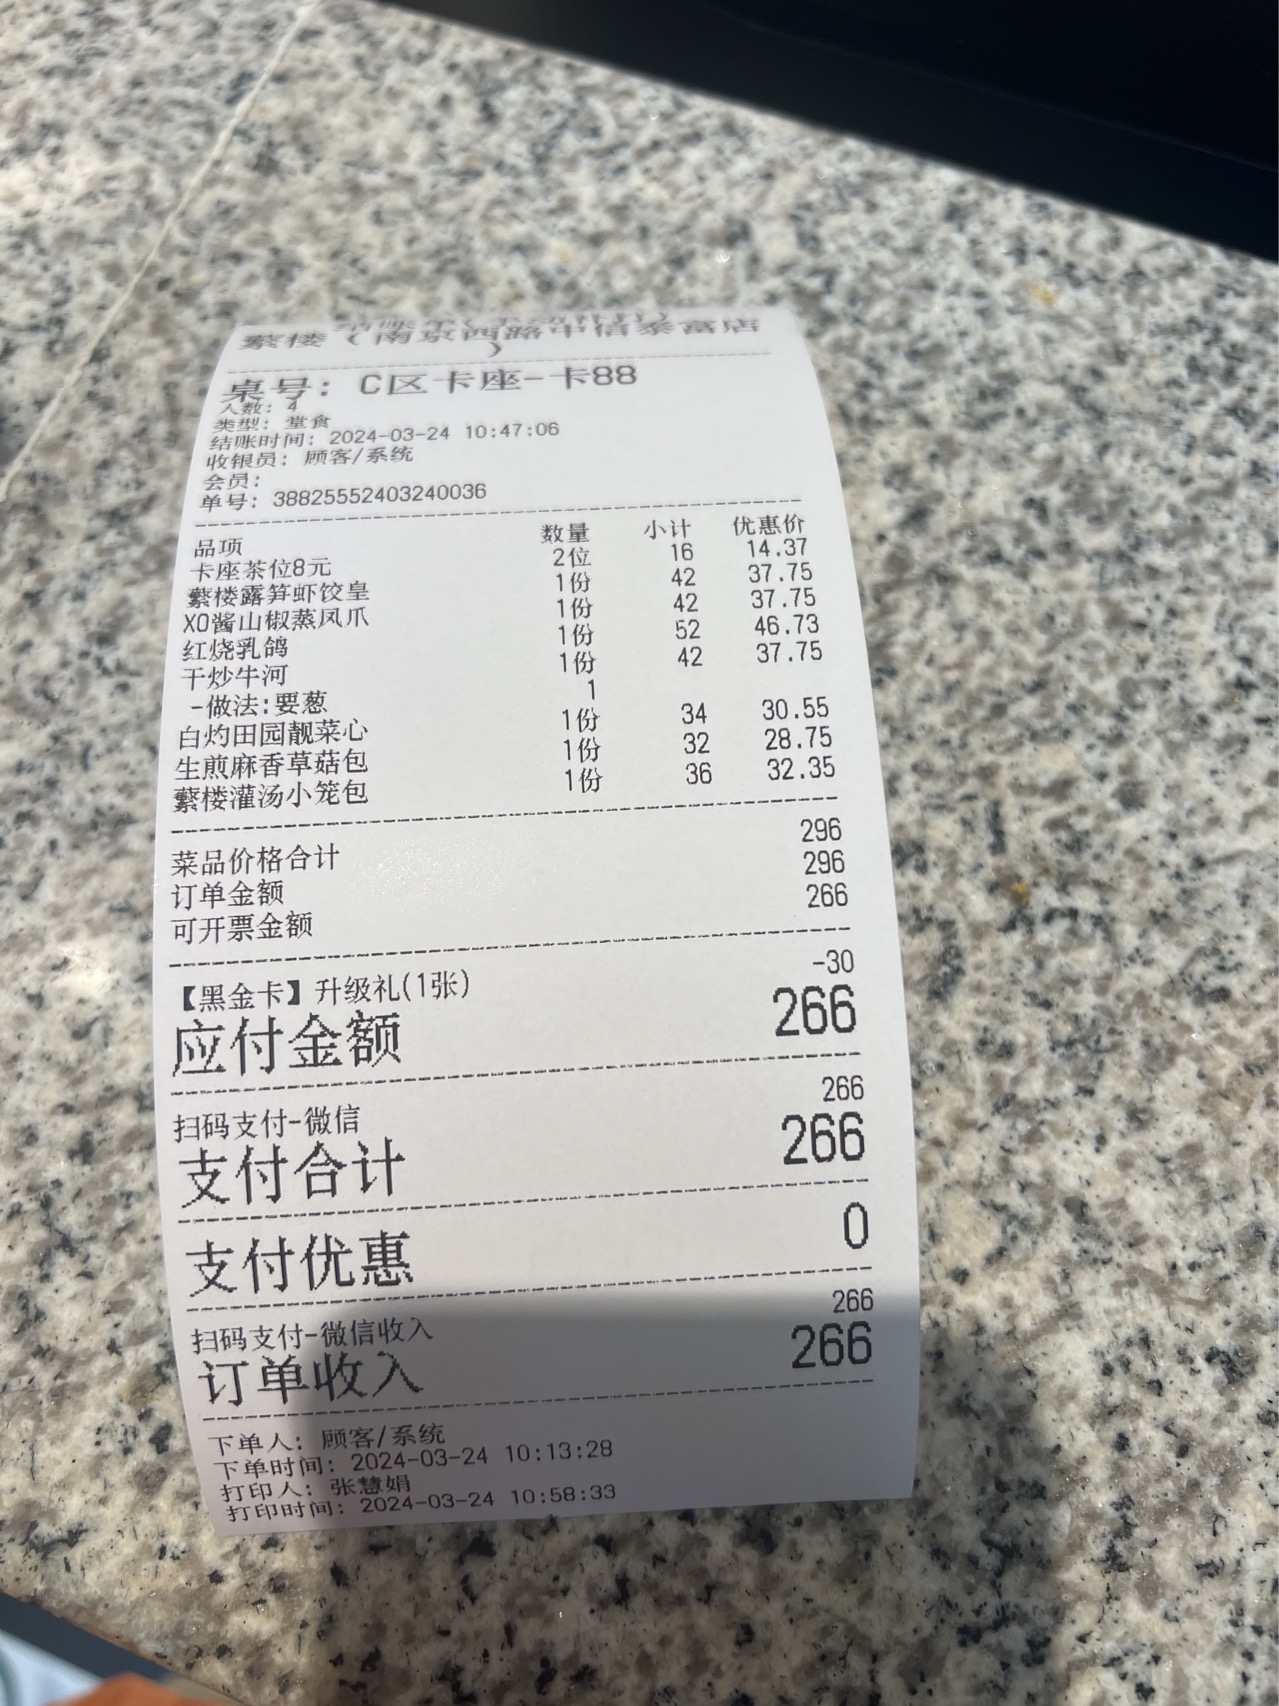 结账单(手动补打)
蘩楼（南京西路中信泰富店
）
桌号: C区卡座-卡88
人数: 4
类型: 堂食
结账时间: 2024-03-24 10:47:06
收银员: 顾客/系统
会员:
单号: 38825552403240036
品项 数量 小计 优惠价
卡座茶位8元 2位 16 14.37
蘩楼露笋虾饺皇 1份 42 37.75
XO酱山椒蒸凤爪 1份 42 37.75
红烧乳鸽 1份 52 46.73
干炒牛河 1份 42 37.75
-做法:要葱 1
白灼田园靓菜心 1份 34 30.55
生煎麻香草菇包 1份 32 28.75
蘩楼灌汤小笼包 1份 36 32.35
菜品价格合计 296
订单金额 296
可开票金额 266
【黑金卡】升级礼(1张) -30
应付金额 266
扫码支付-微信 266
支付合计 266
支付优惠 0
扫码支付-微信收入 266
订单收入 266
下单人: 顾客/系统
下单时间: 2024-03-24 10:13:28
打印人: 张慧娟
打印时间: 2024-03-24 10:58:33